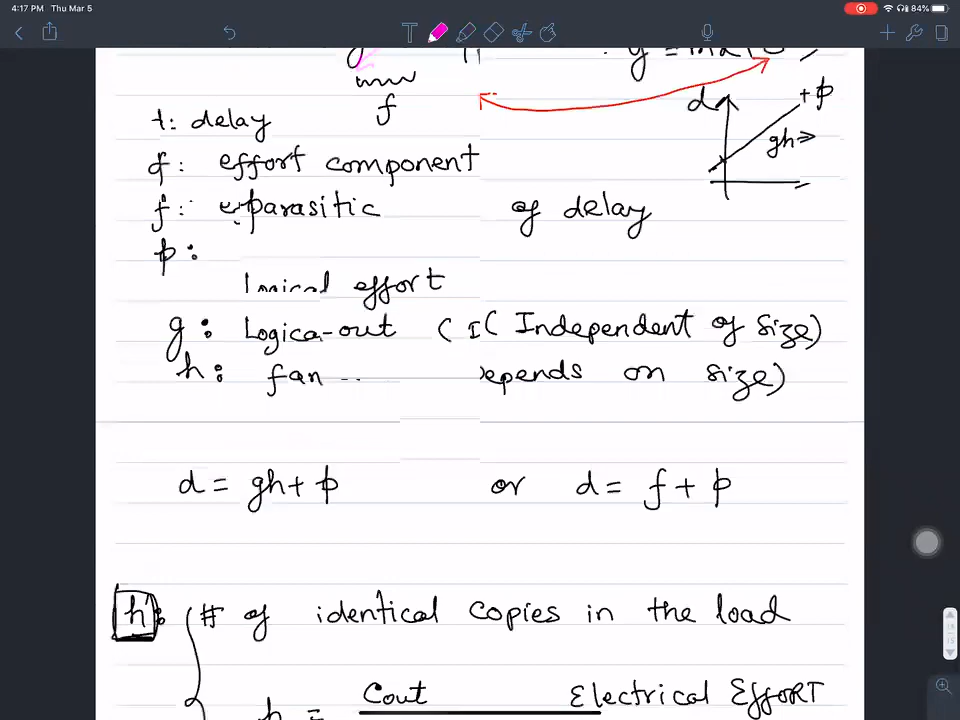 4:17 PM Thu Mar 5
84%
f
d
+p
gh⇒
t: delay
d: effort component
f: parasitic of delay
p:
Logical effort
g: Logica-out (I( Independent of size)
h: fan epends on size)
d = gh + p or d = f + p
h: # of identical copies in the load
h = Cout Electrical EFFORT